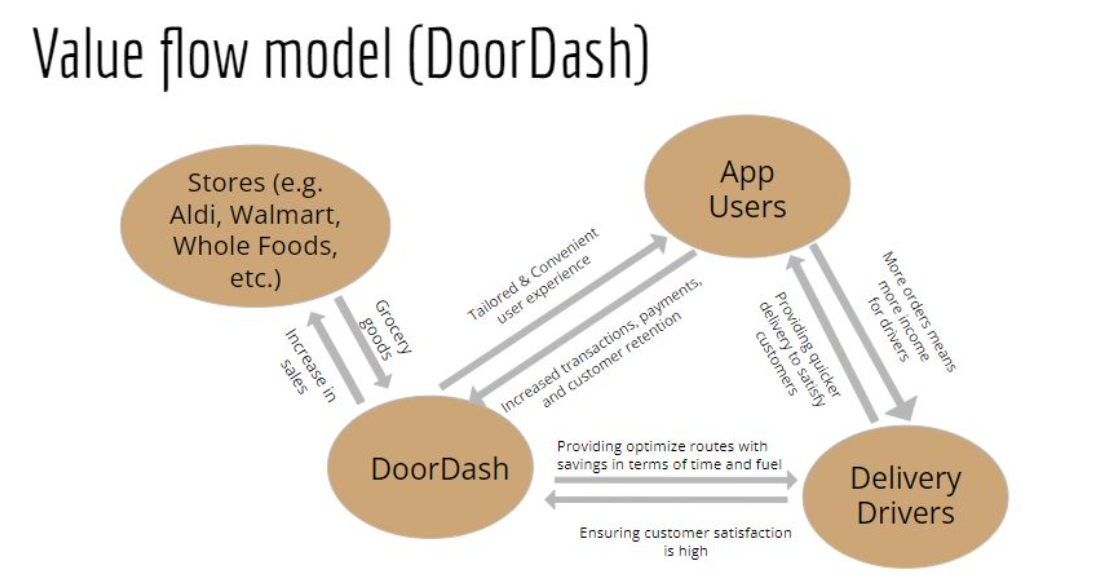 Value flow model (DoorDash)
Stores (e.g.
Aldi, Walmart,
Whole Foods,
etc.)
App
Users
Tailored & Convenient
user experience
Increased transactions, payments,
and customer retention
More orders means
more income
for drivers
Providing quicker
delivery to satisfy
customers
Grocery
goods
Increase in
sales
DoorDash
Providing optimize routes with
savings in terms of time and fuel
Ensuring customer satisfaction
is high
Delivery
Drivers